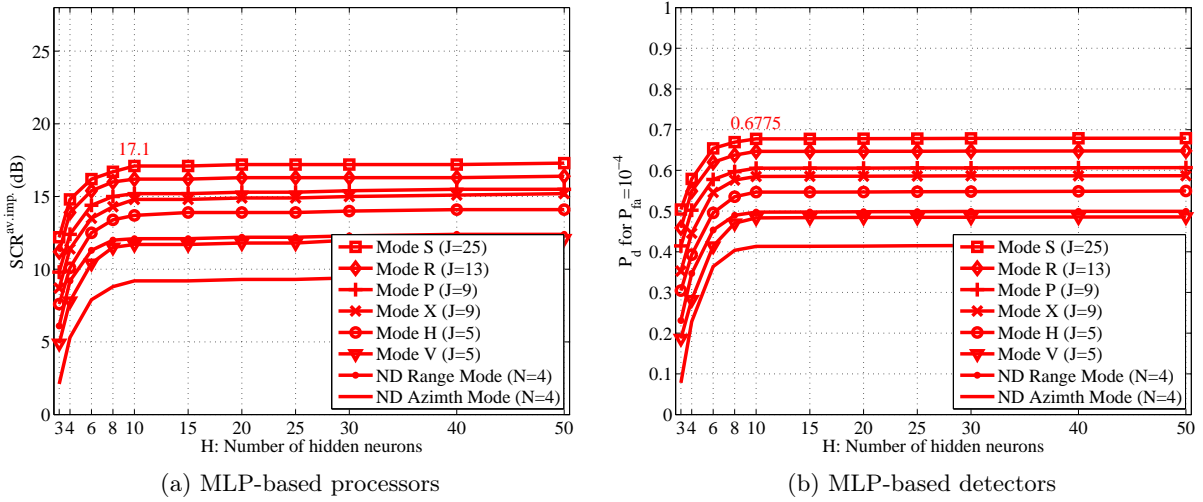 25
20
15
10
5
0
SCR^av.imp. (dB)
17.1
Mode S (J=25)
Mode R (J=13)
Mode P (J=9)
Mode X (J=9)
Mode H (J=5)
Mode V (J=5)
ND Range Mode (N=4)
ND Azimth Mode (N=4)
3 4 6 8 10 15 20 25 30 40 50
H: Number of hidden neurons
(a) MLP-based processors
1
0.9
0.8
0.7
0.6
0.5
0.4
0.3
0.2
0.1
0
P_d for P_fa=10^−4
0.6775
Mode S (J=25)
Mode R (J=13)
Mode P (J=9)
Mode X (J=9)
Mode H (J=5)
Mode V (J=5)
ND Range Mode (N=4)
ND Azimth Mode (N=4)
3 4 6 8 10 15 20 25 30 40 50
H: Number of hidden neurons
(b) MLP-based detectors